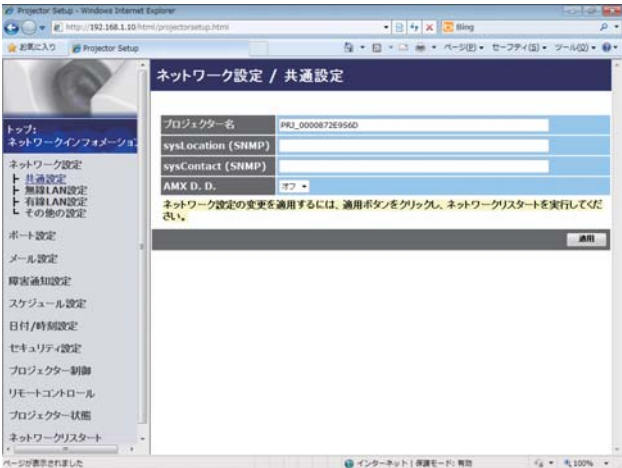 Projector Setup - Windows Internet Explorer
http://192.168.1.10/html/projectorsetup.html
Bing
お気に入り
Projector Setup
ページ(P)
セーフティ(S)
ツール(O)
トップ:
ネットワークインフォメーション
ネットワーク設定
共通設定
無線LAN設定
有線LAN設定
その他の設定
ポート設定
メール設定
障害通知設定
スケジュール設定
日付/時刻設定
セキュリティ設定
プロジェクター制御
リモートコントロール
プロジェクター状態
ネットワークリスタート
ネットワーク設定 / 共通設定
プロジェクター名
PRJ_0000872E956D
sysLocation (SNMP)
sysContact (SNMP)
AMX D. D.
オフ
ネットワーク設定の変更を適用するには、適用ボタンをクリックし、ネットワークリスタートを実行してくだ
さい。
適用
ページが表示されました
インターネット | 保護モード: 有効
100%